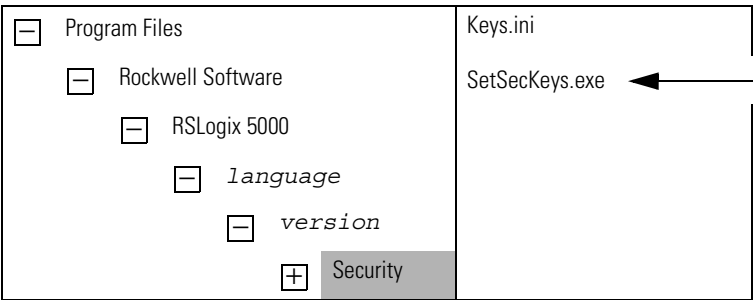 Program Files
Rockwell Software
RSLogix 5000
language
version
Security
Keys.ini
SetSecKeys.exe